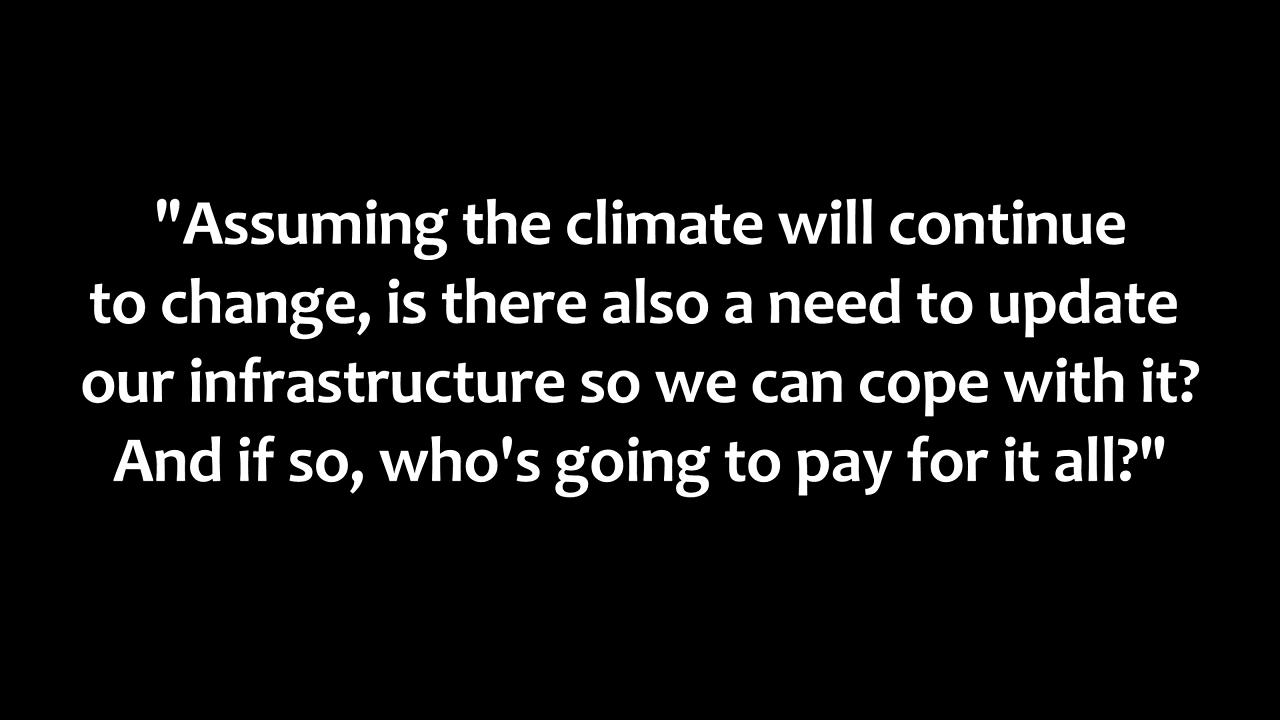 "Assuming the climate will continue
to change, is there also a need to update
our infrastructure so we can cope with it?
And if so, who's going to pay for it all?"